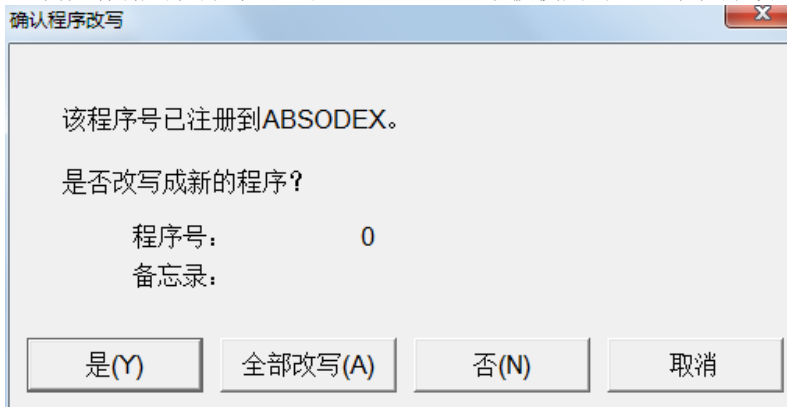 确认程序改写
该程序号已注册到ABSODEX。
是否改写成新的程序?
程序号： 0
备忘录：
是(Y) 全部改写(A) 否(N) 取消